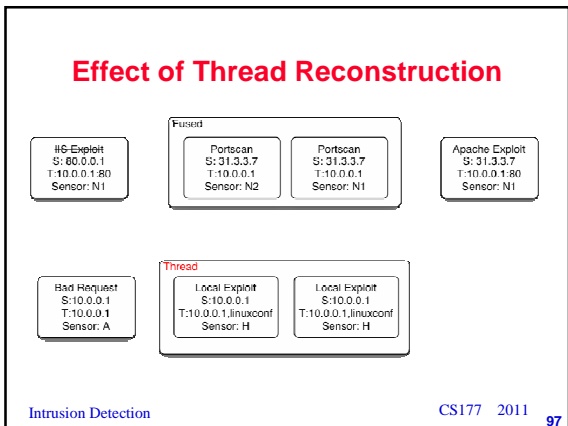 Effect of Thread Reconstruction
Fused
IIS Exploit
S: 80.0.0.1
T:10.0.0.1:80
Sensor: N1
Portscan
S: 31.3.3.7
T:10.0.0.1
Sensor: N2
Portscan
S: 31.3.3.7
T:10.0.0.1
Sensor: N1
Apache Exploit
S: 31.3.3.7
T:10.0.0.1:80
Sensor: N1
Bad Request
S:10.0.0.1
T:10.0.0.1
Sensor: A
Thread
Local Exploit
S:10.0.0.1
T:10.0.0.1,linuxconf
Sensor: H
Local Exploit
S:10.0.0.1
T:10.0.0.1,linuxconf
Sensor: H
Intrusion Detection
CS177 2011
97